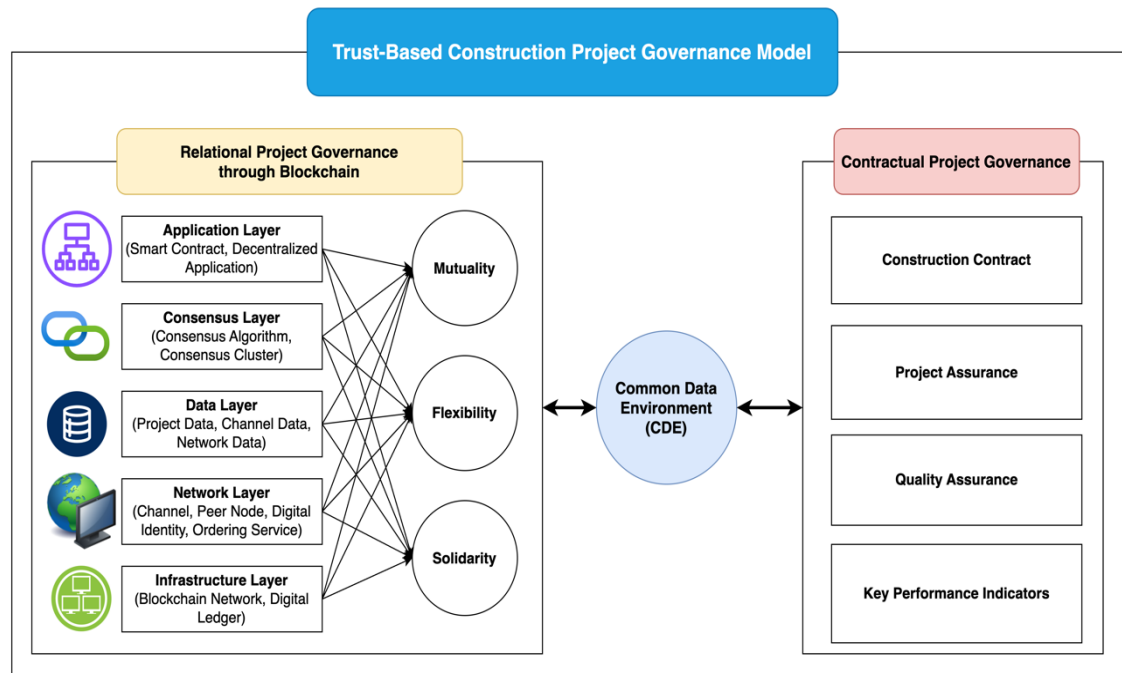 Trust-Based Construction Project Governance Model
Relational Project Governance
through Blockchain
Application Layer
(Smart Contract, Decentralized
Application)
Consensus Layer
(Consensus Algorithm,
Consensus Cluster)
Data Layer
(Project Data, Channel Data,
Network Data)
Network Layer
(Channel, Peer Node, Digital
Identity, Ordering Service)
Infrastructure Layer
(Blockchain Network, Digital
Ledger)
Mutuality
Flexibility
Solidarity
Common Data
Environment
(CDE)
Contractual Project Governance
Construction Contract
Project Assurance
Quality Assurance
Key Performance Indicators